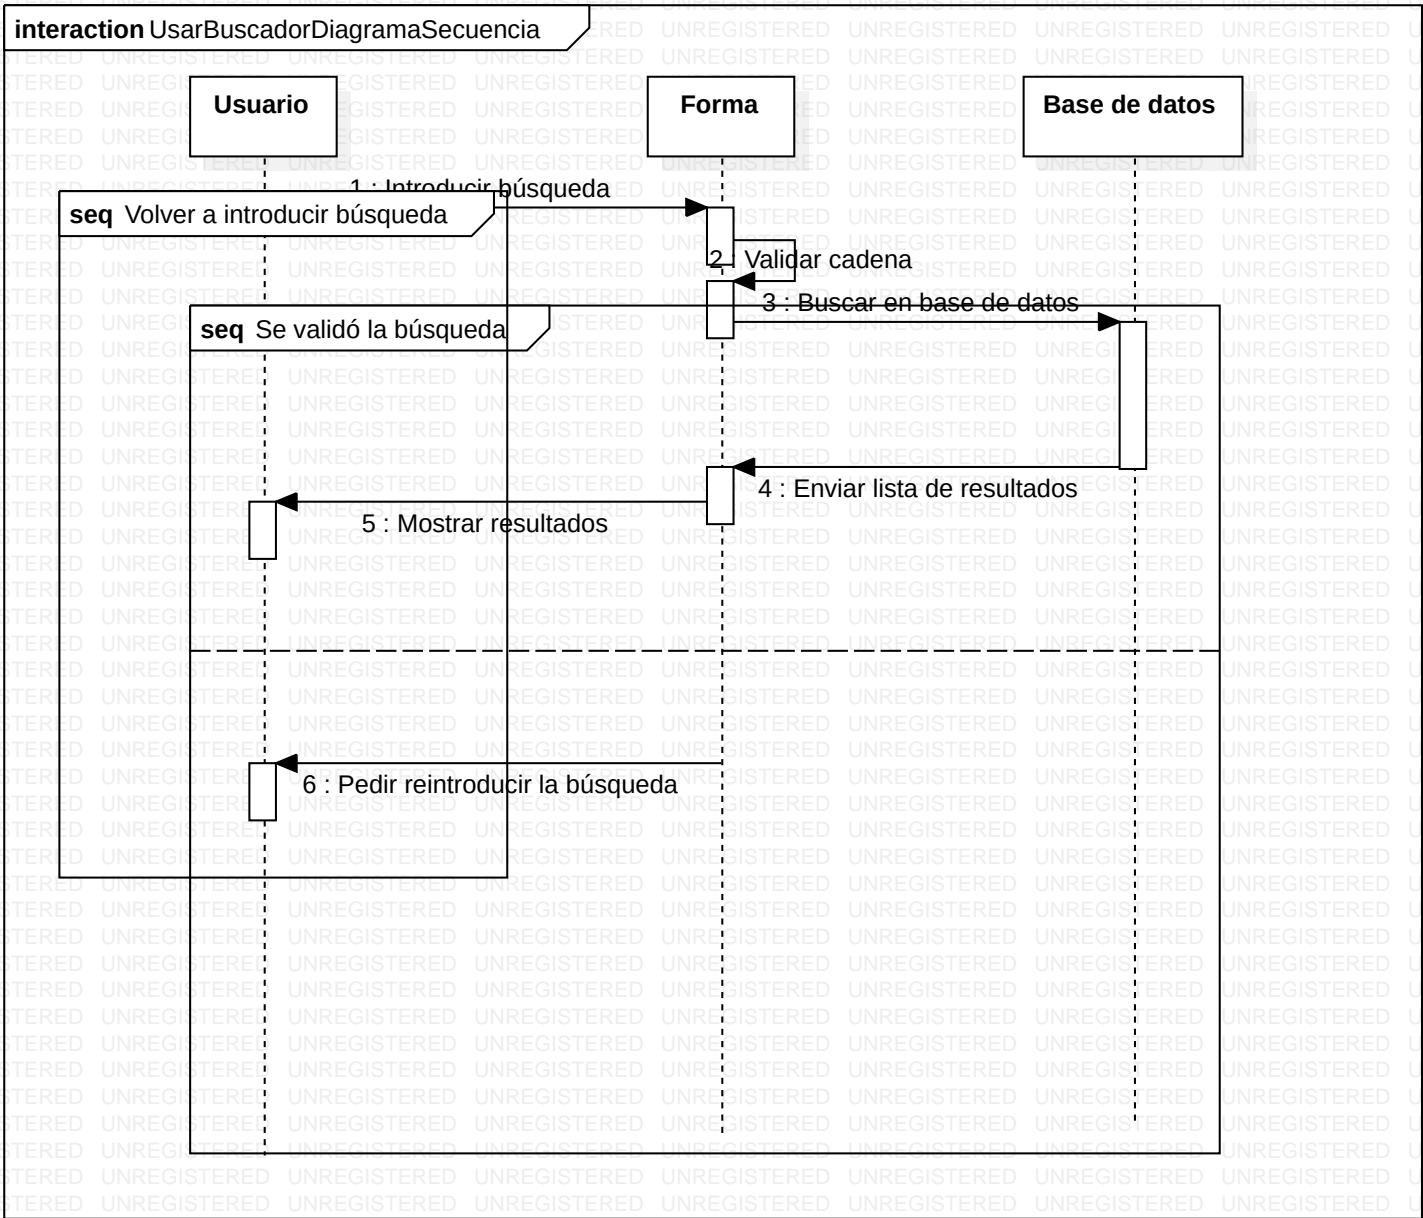 interaction UsarBuscadorDiagramaSecuencia
Usuario
Forma
Base de datos
1 : Introducir búsqueda
seq Volver a introducir búsqueda
2 : Validar cadena
3 : Buscar en base de datos
seq Se validó la búsqueda
4 : Enviar lista de resultados
5 : Mostrar resultados
6 : Pedir reintroducir la búsqueda
UNREGISTERED